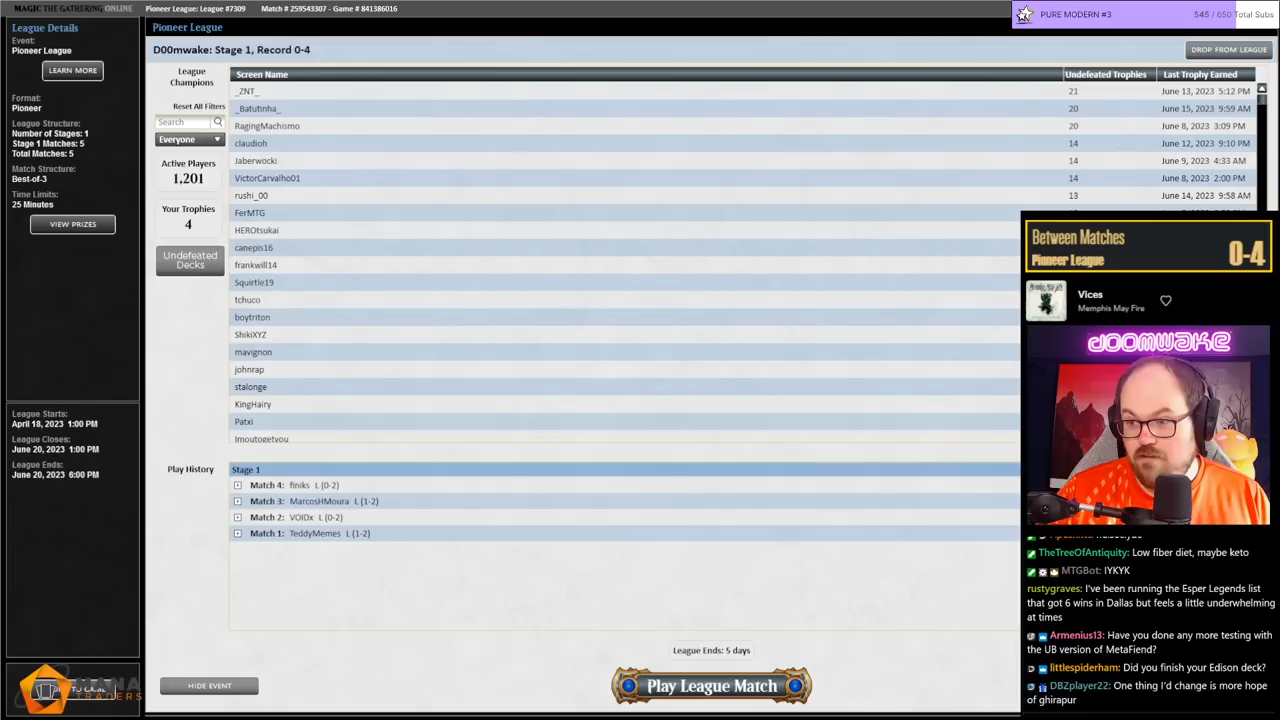 MAGIC THE GATHERING ONLINE
Pioneer League: League #7309
Match # 259543307 - Game # 841386016
League Details
Event:
Pioneer League
LEARN MORE
Format:
Pioneer
League Structure:
Number of Stages: 1
Stage 1 Matches: 5
Total Matches: 5
Match Structure:
Best-of-3
Time Limits:
25 Minutes
VIEW PRIZES
League Starts:
April 18, 2023 1:00 PM
League Closes:
June 20, 2023 1:00 PM
League Ends:
June 20, 2023 6:00 PM
MANA
TRADERS
Pioneer League
D00mwake: Stage 1, Record 0-4
DROP FROM LEAGUE
League
Champions
Reset All Filters
Search
Everyone
Active Players
1,201
Your Trophies
4
Undefeated
Decks
Screen Name Undefeated Trophies Last Trophy Earned
_ZNT_ 21 June 13, 2023 5:12 PM
_Batutinha_ 20 June 15, 2023 9:59 AM
RagingMachismo 20 June 8, 2023 3:09 PM
claudioh 14 June 12, 2023 9:10 PM
Jaberwocki 14 June 9, 2023 4:33 AM
VictorCarvalho01 14 June 8, 2023 2:00 PM
rushi_00 13 June 14, 2023 9:58 AM
FerMTG
HEROtsukai
canepis16
frankwill14
Squirtle19
tchuco
boytriton
ShikiXYZ
mavignon
johnrap
stalonge
KingHairy
Patxi
Imoutogetyou
Play History
Stage 1
Match 4: finiks L (0-2)
Match 3: MarcosHMoura L (1-2)
Match 2: VOIDx L (0-2)
Match 1: TeddyMemes L (1-2)
League Ends: 5 days
HIDE EVENT
Play League Match
PURE MODERN #3
545 / 650 Total Subs
Between Matches
Pioneer League
0-4
Vices
Memphis May Fire
doomwake
TheTreeOfAntiquity: Low fiber diet, maybe keto
MTGBot: IYKYK
rustygraves: I've been running the Esper Legends list
that got 6 wins in Dallas but feels a little underwhelming
at times
Armenius13: Have you done any more testing with
the UB version of MetaFiend?
littlespiderham: Did you finish your Edison deck?
DBZplayer22: One thing I'd change is more hope
of ghirapur